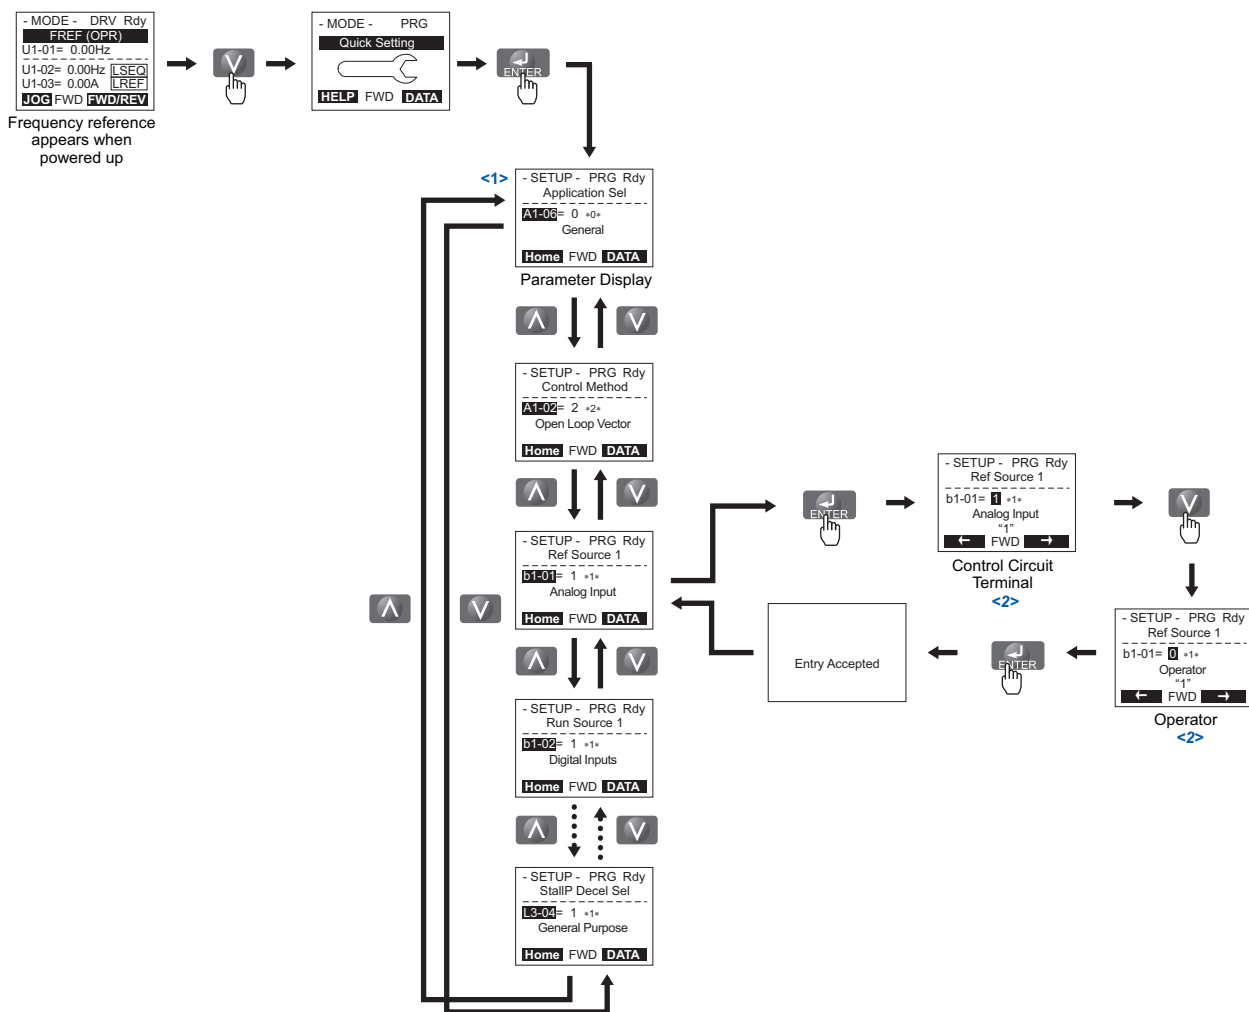 - MODE - DRV Rdy
FREF (OPR)
U1-01= 0.00Hz
U1-02= 0.00Hz LSEQ
U1-03= 0.00A LREF
JOG FWD FWD/REV
Frequency reference
appears when
powered up
- MODE - PRG
Quick Setting
HELP FWD DATA
ENTER
<1>
- SETUP - PRG Rdy
Application Sel
A1-06= 0 *0*
General
Home FWD DATA
Parameter Display
- SETUP - PRG Rdy
Control Method
A1-02= 2 *2*
Open Loop Vector
Home FWD DATA
- SETUP - PRG Rdy
Ref Source 1
b1-01= 1 *1*
Analog Input
Home FWD DATA
ENTER
- SETUP - PRG Rdy
Ref Source 1
b1-01= 1 *1*
Analog Input
“1”
← FWD →
Control Circuit
Terminal
<2>
- SETUP - PRG Rdy
Ref Source 1
b1-01= 0 *1*
Operator
“1”
← FWD →
Operator
<2>
ENTER
Entry Accepted
- SETUP - PRG Rdy
Run Source 1
b1-02= 1 *1*
Digital Inputs
Home FWD DATA
- SETUP - PRG Rdy
StallP Decel Sel
L3-04= 1 *1*
General Purpose
Home FWD DATA